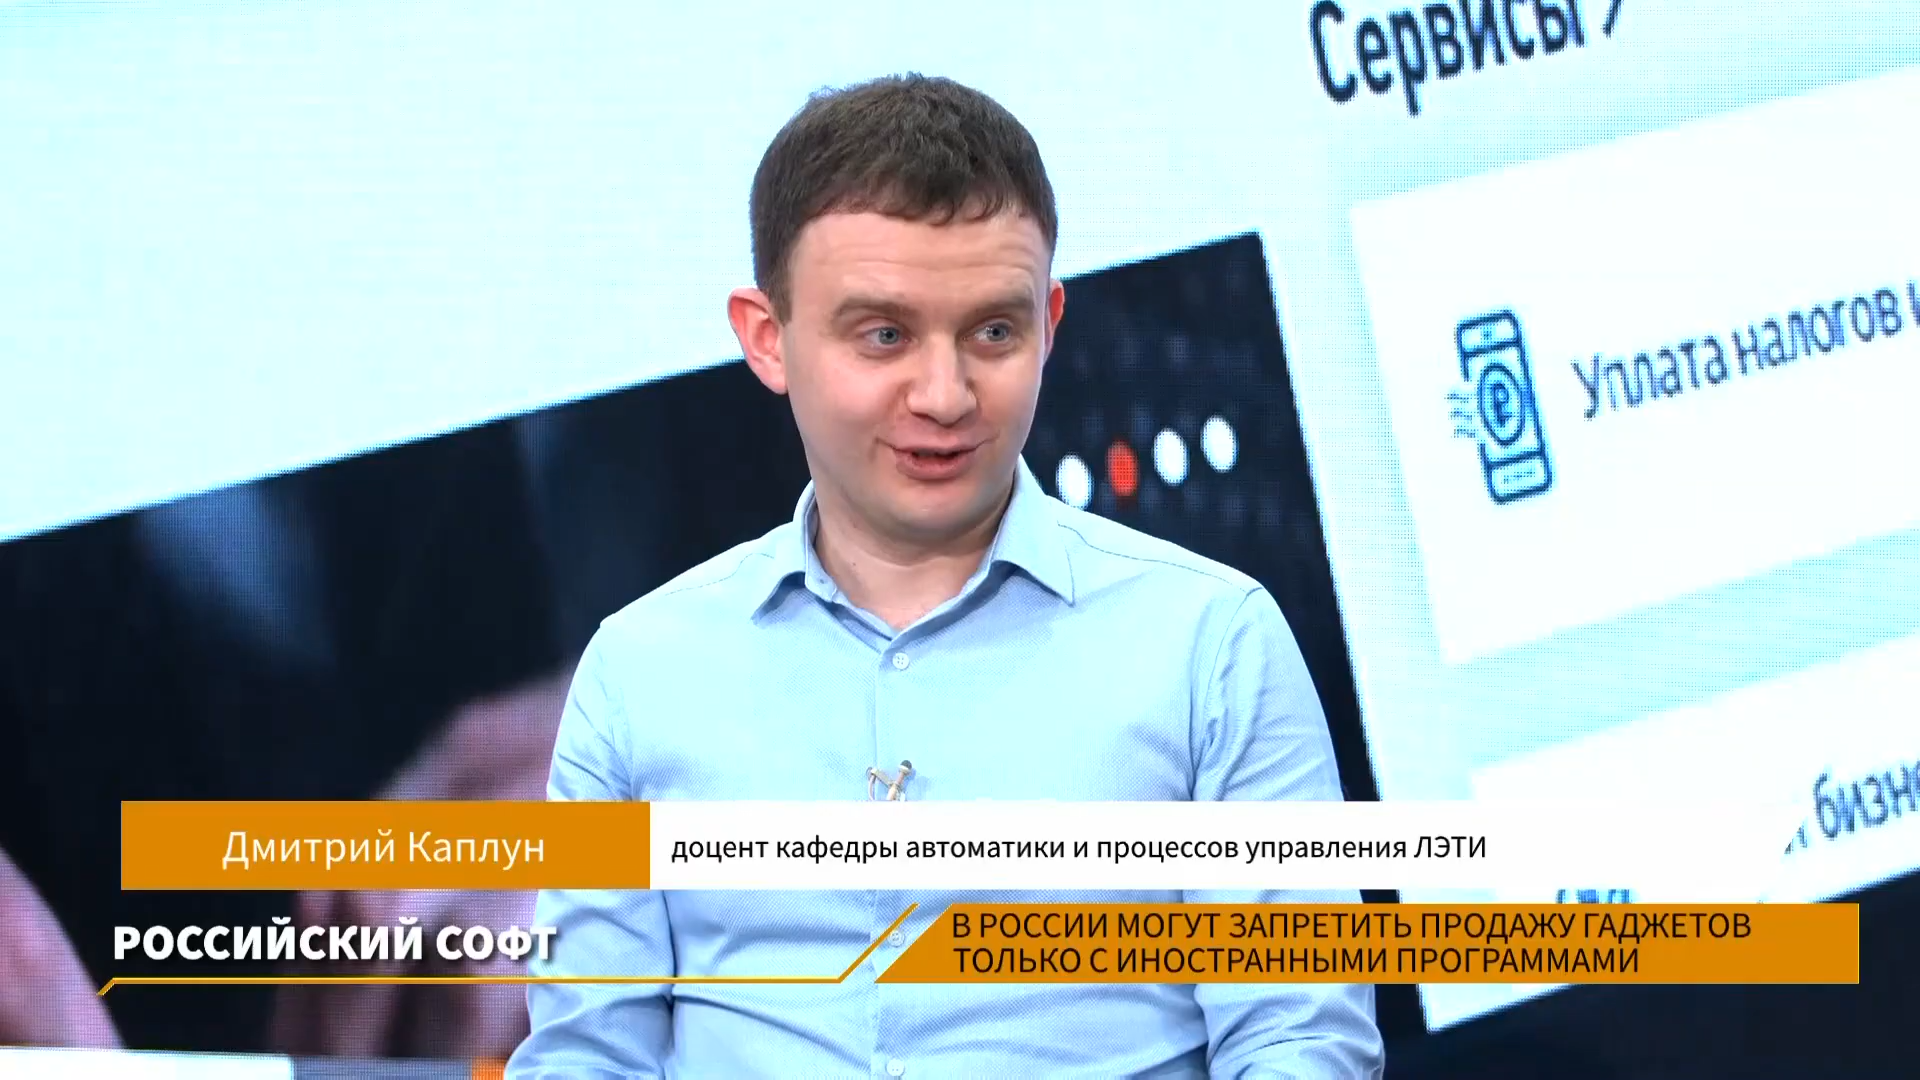 Сервисы
Уплата налогов и
бизне
Дмитрий Каплун
доцент кафедры автоматики и процессов управления ЛЭТИ
РОССИЙСКИЙ СОФТ
В РОССИИ МОГУТ ЗАПРЕТИТЬ ПРОДАЖУ ГАДЖЕТОВ
ТОЛЬКО С ИНОСТРАННЫМИ ПРОГРАММАМИ